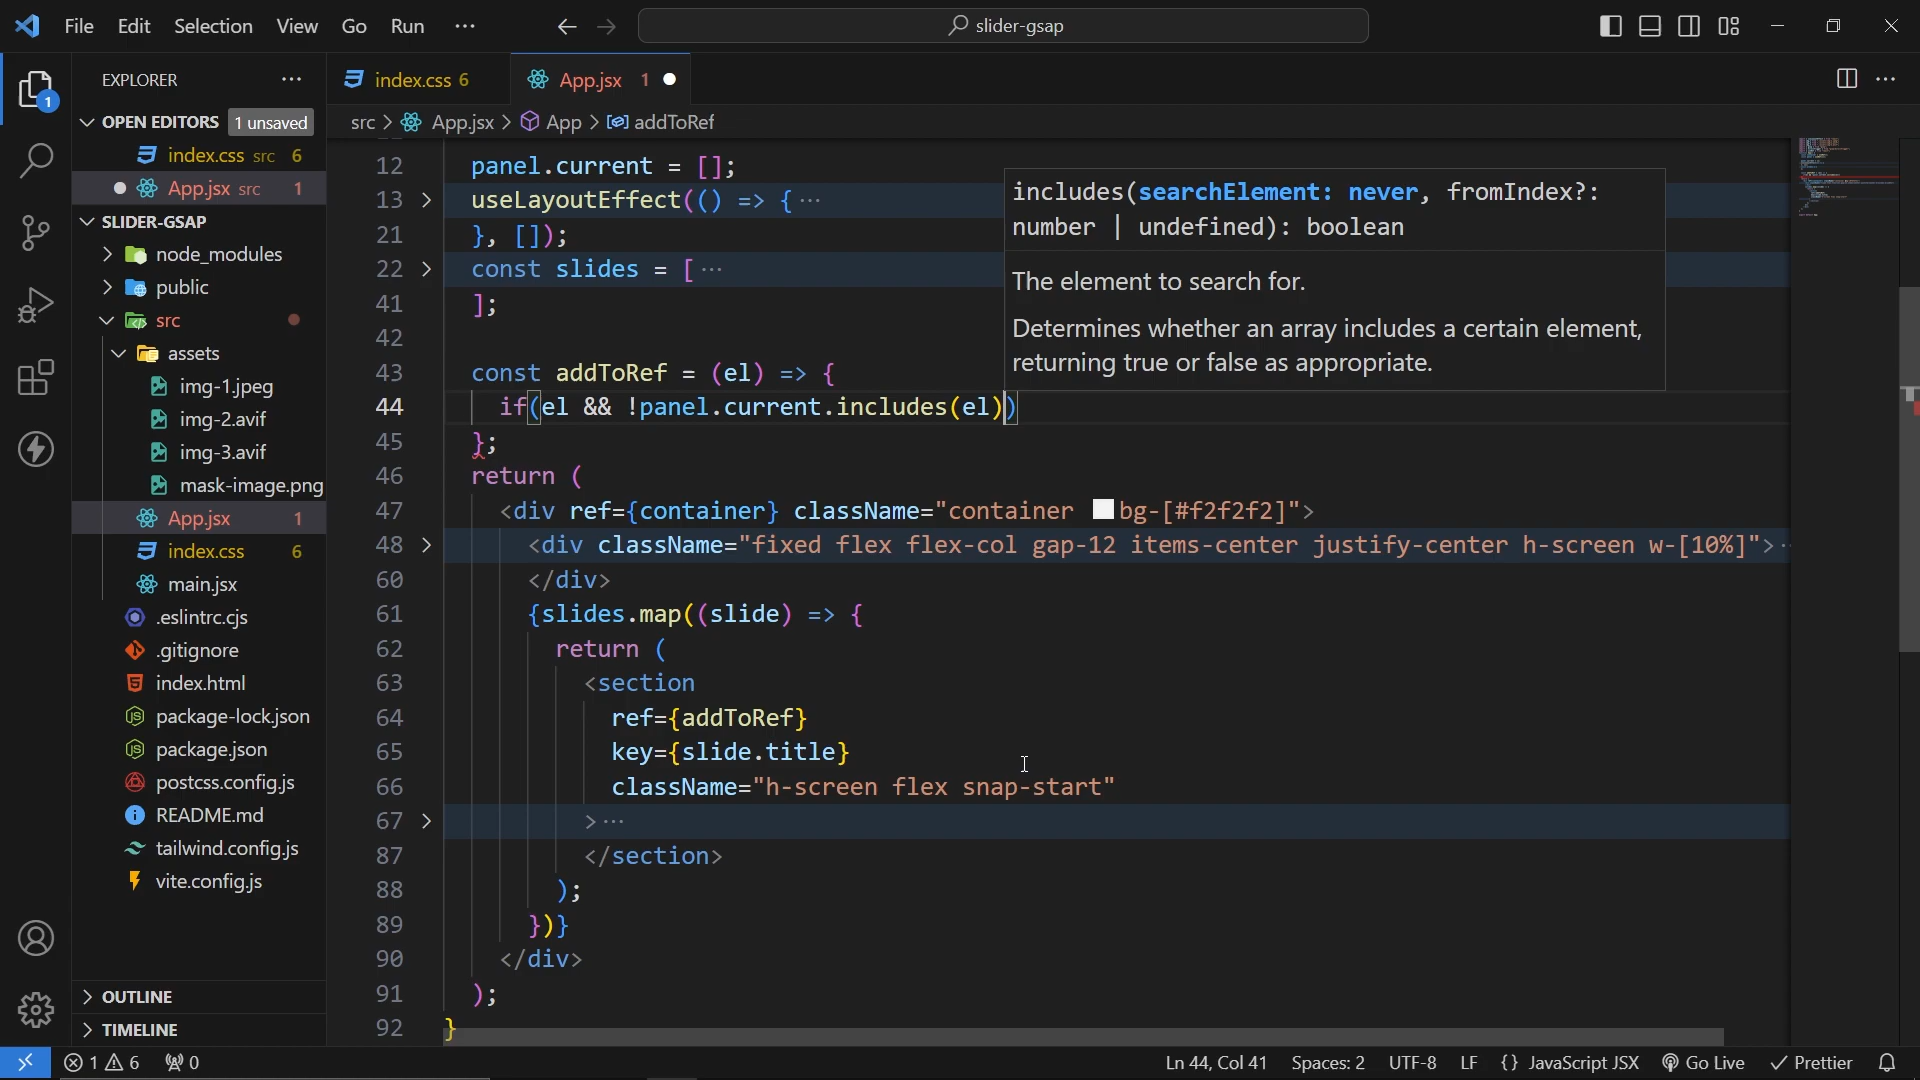 File Edit Selection View Go Run ···
slider-gsap
EXPLORER ···
OPEN EDITORS 1 unsaved
index.css src 6
App.jsx src 1
SLIDER-GSAP
node_modules
public
src
assets
img-1.jpeg
img-2.avif
img-3.avif
mask-image.png
App.jsx 1
index.css 6
main.jsx
.eslintrc.cjs
.gitignore
index.html
package-lock.json
package.json
postcss.config.js
README.md
tailwind.config.js
vite.config.js
OUTLINE
TIMELINE
1
index.css 6
App.jsx 1
src > App.jsx > App > addToRef
12 panel.current = [];
13 useLayoutEffect(() => { ···
21 }, []);
22 const slides = [ ···
41 ];
42
43 const addToRef = (el) => {
44 if(el && !panel.current.includes(el))
45 };
46 return (
47 <div ref={container} className="container bg-[#f2f2f2]">
48 <div className="fixed flex flex-col gap-12 items-center justify-center h-screen w-[10%]">
60 </div>
61 {slides.map((slide) => {
62 return (
63 <section
64 ref={addToRef}
65 key={slide.title}
66 className="h-screen flex snap-start"
67 > ···
87 </section>
88 );
89 })}
90 </div>
91 );
92 }
includes(searchElement: never, fromIndex?:
number | undefined): boolean
The element to search for.
Determines whether an array includes a certain element,
returning true or false as appropriate.
1 6 0
Ln 44, Col 41 Spaces: 2 UTF-8 LF {} JavaScript JSX Go Live Prettier